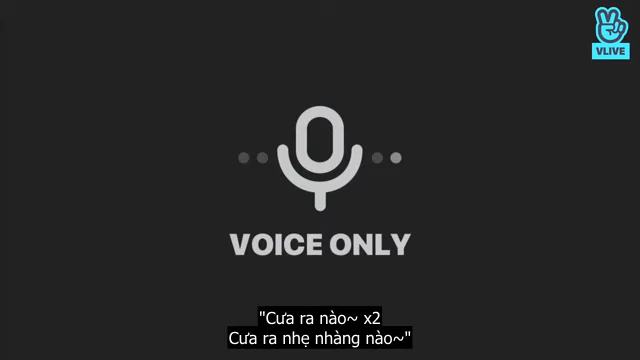 VLIVE
VOICE ONLY
"Cưa ra nào~ x2
Cưa ra nhẹ nhàng nào~"